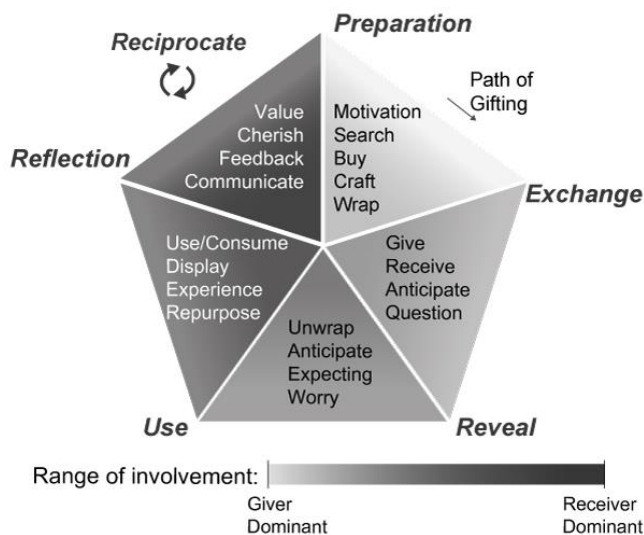 Preparation
Reciprocate
Path of
Gifting
Value
Cherish
Feedback
Communicate
Motivation
Search
Buy
Craft
Wrap
Reflection
Exchange
Use/Consume
Display
Experience
Repurpose
Give
Receive
Anticipate
Question
Unwrap
Anticipate
Expecting
Worry
Use
Reveal
Range of involvement:
Giver
Dominant
Receiver
Dominant